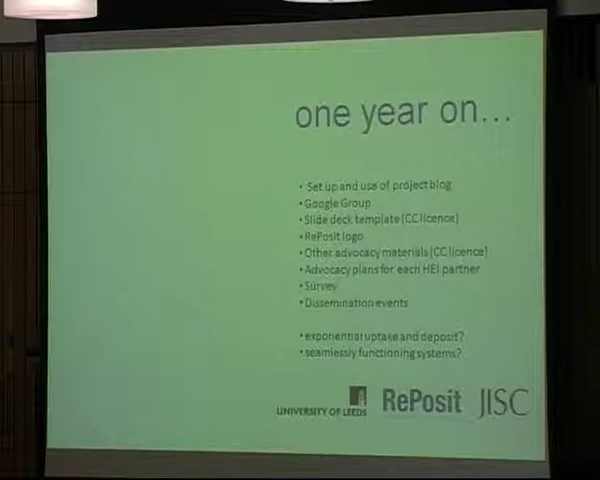 one year on...
• Set up and use of project blog
• Google Group
• Slide deck template (CC licence)
• RePosit logo
• Other advocacy materials (CC licence)
• Advocacy plans for each HEI partner
• Survey
• Dissemination events
• exponential uptake and deposit?
• seamlessly functioning systems?
UNIVERSITY OF LEEDS RePosit JISC